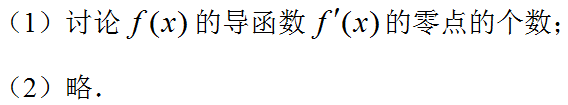 （1）讨论 f(x) 的导函数 f′(x) 的零点的个数;
（2）略.